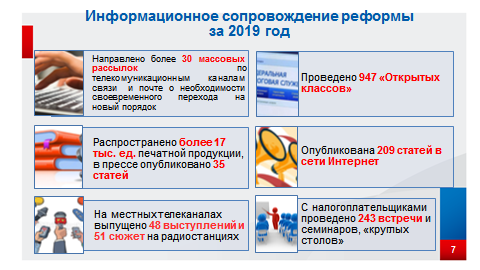 Информационное сопровождение реформы
за 2019 год
Направлено более 30 массовых
рассылок по
телекоммуникационным каналам
связи и почте о необходимости
своевременного перехода на
новый порядок
Проведено 947 «Открытых
классов»
Распространено более 17
тыс. ед. печатной продукции,
в прессе опубликовано 35
статей
Опубликована 209 статей в
сети Интернет
На местных телеканалах
выпущено 48 выступлений и
51 сюжет на радиостанциях
С налогоплательщиками
проведено 243 встречи и
семинаров, «круглых
столов»
7